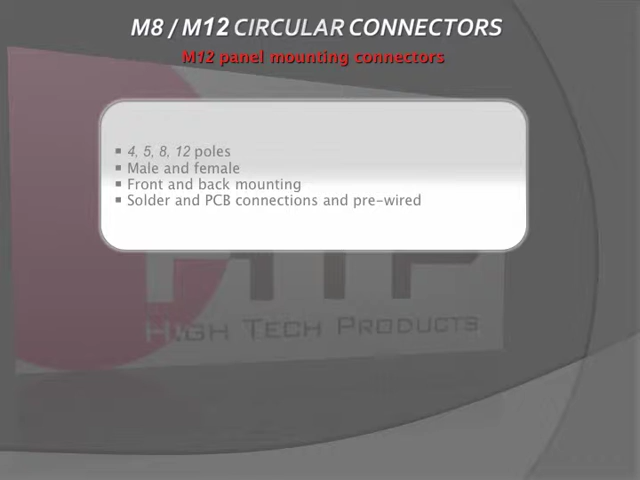 M8 / M12 CIRCULAR CONNECTORS
M12 panel mounting connectors
▪ 4, 5, 8, 12 poles
▪ Male and female
▪ Front and back mounting
▪ Solder and PCB connections and pre-wired
HTP
HIGH TECH PRODUCTS